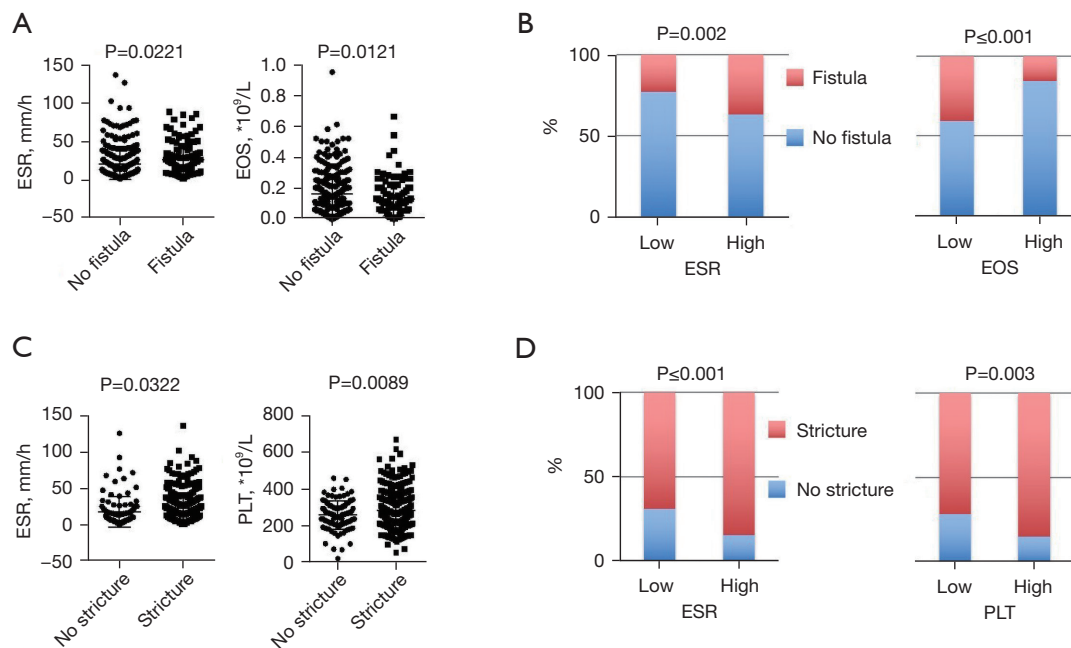 A
P=0.0221
ESR, mm/h
150
100
50
0
−50
No fistula
Fistula
P=0.0121
EOS, *10⁹/L
1.0
0.8
0.6
0.4
0.2
0.0
No fistula
Fistula
B
P=0.002
%
100
50
0
Low
High
ESR
Fistula
No fistula
P≤0.001
Low
High
EOS
C
P=0.0322
ESR, mm/h
150
100
50
0
−50
No stricture
Stricture
P=0.0089
PLT, *10⁹/L
800
600
400
200
0
No stricture
Stricture
D
P≤0.001
%
100
50
0
Low
High
ESR
Stricture
No stricture
P=0.003
Low
High
PLT